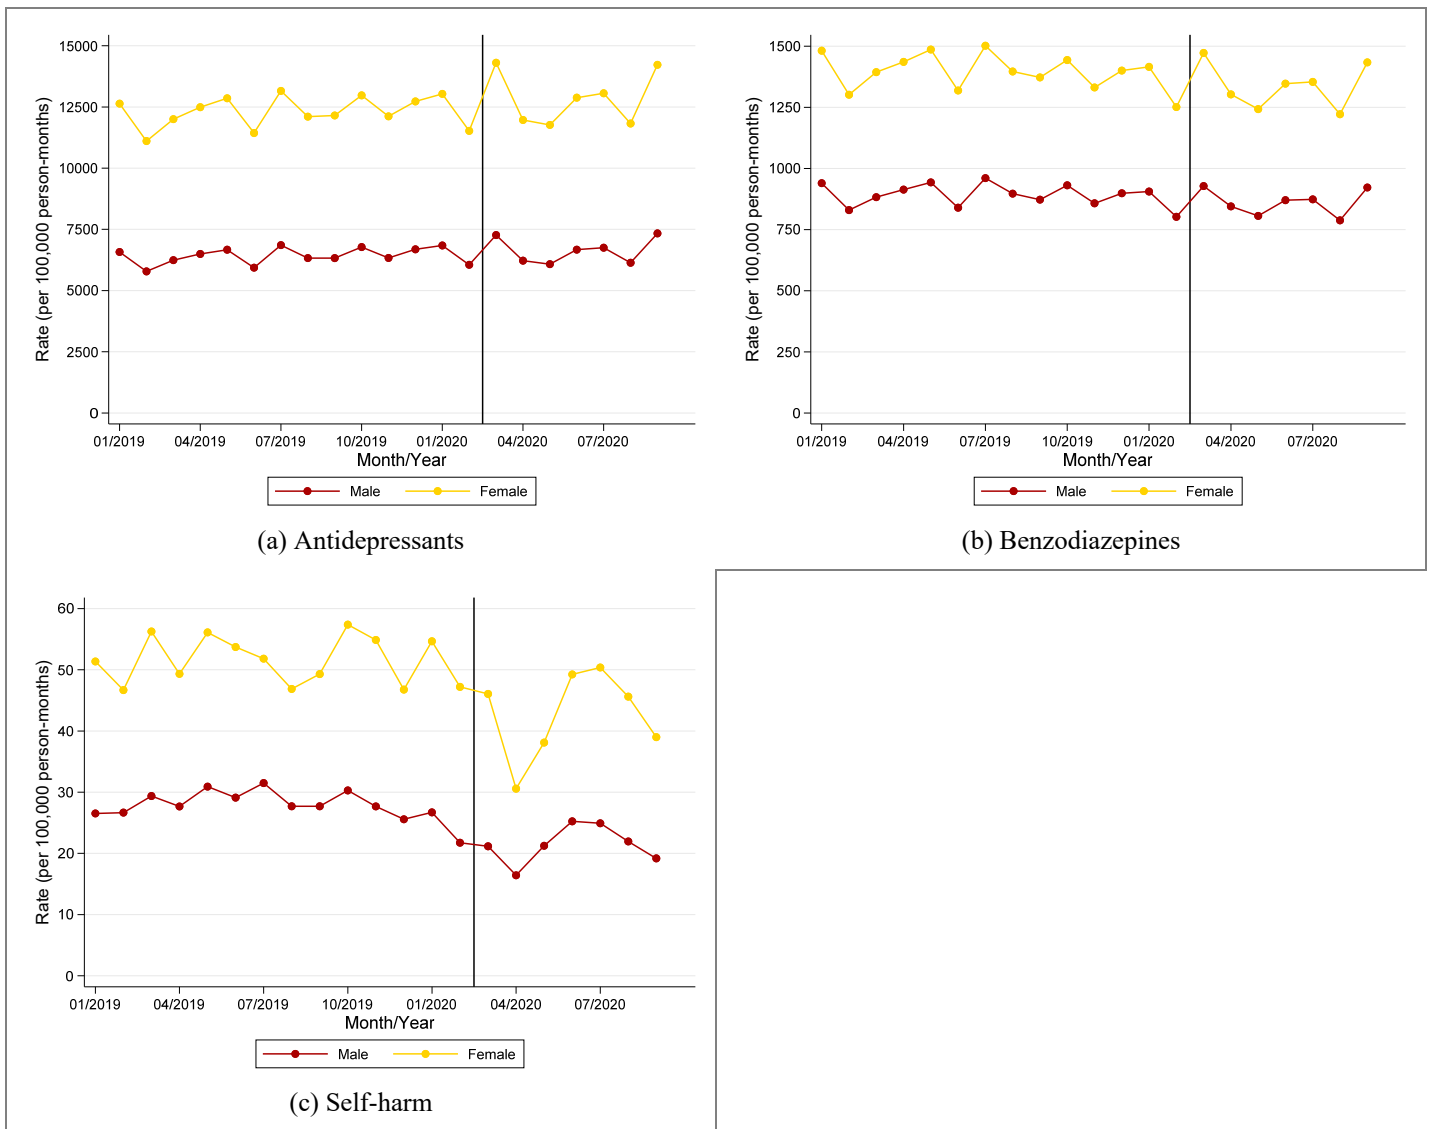 15000
12500
10000
7500
5000
2500
0
Rate (per 100,000 person-months)
01/2019 04/2019 07/2019 10/2019 01/2020 04/2020 07/2020
Month/Year
Male Female
(a) Antidepressants
1500
1250
1000
750
500
250
0
Rate (per 100,000 person-months)
01/2019 04/2019 07/2019 10/2019 01/2020 04/2020 07/2020
Month/Year
Male Female
(b) Benzodiazepines
60
50
40
30
20
10
0
Rate (per 100,000 person-months)
01/2019 04/2019 07/2019 10/2019 01/2020 04/2020 07/2020
Month/Year
Male Female
(c) Self-harm